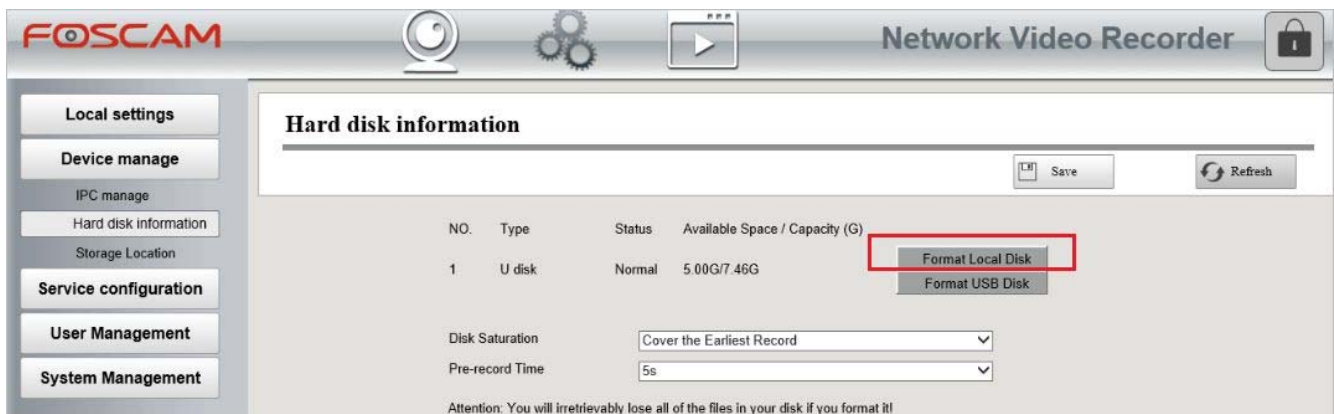 FOSCAM
Network Video Recorder
Local settings
Device manage
IPC manage
Hard disk information
Storage Location
Service configuration
User Management
System Management
Hard disk information
Save
Refresh
NO. Type Status Available Space / Capacity (G)
1 U disk Normal 5.00G/7.46G
Format Local Disk
Format USB Disk
Disk Saturation Cover the Earliest Record
Pre-record Time 5s
Attention: You will irretrievably lose all of the files in your disk if you format it!